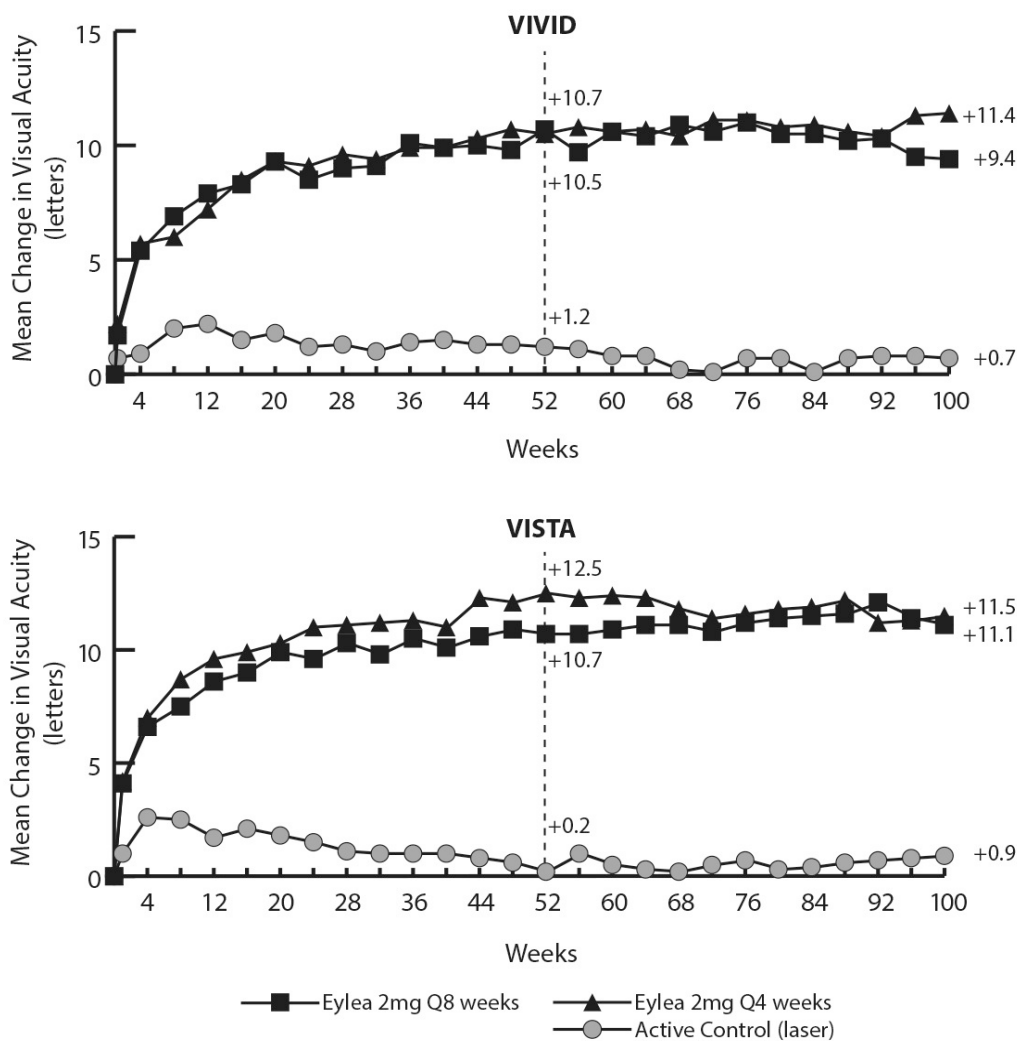 VIVID
15
10
5
0
Mean Change in Visual Acuity
(letters)
+10.7
+10.5
+1.2
+11.4
+9.4
+0.7
4 12 20 28 36 44 52 60 68 76 84 92 100
Weeks
VISTA
15
10
5
0
Mean Change in Visual Acuity
(letters)
+12.5
+10.7
+0.2
+11.5
+11.1
+0.9
4 12 20 28 36 44 52 60 68 76 84 92 100
Weeks
Eylea 2mg Q8 weeks Eylea 2mg Q4 weeks
Active Control (laser)